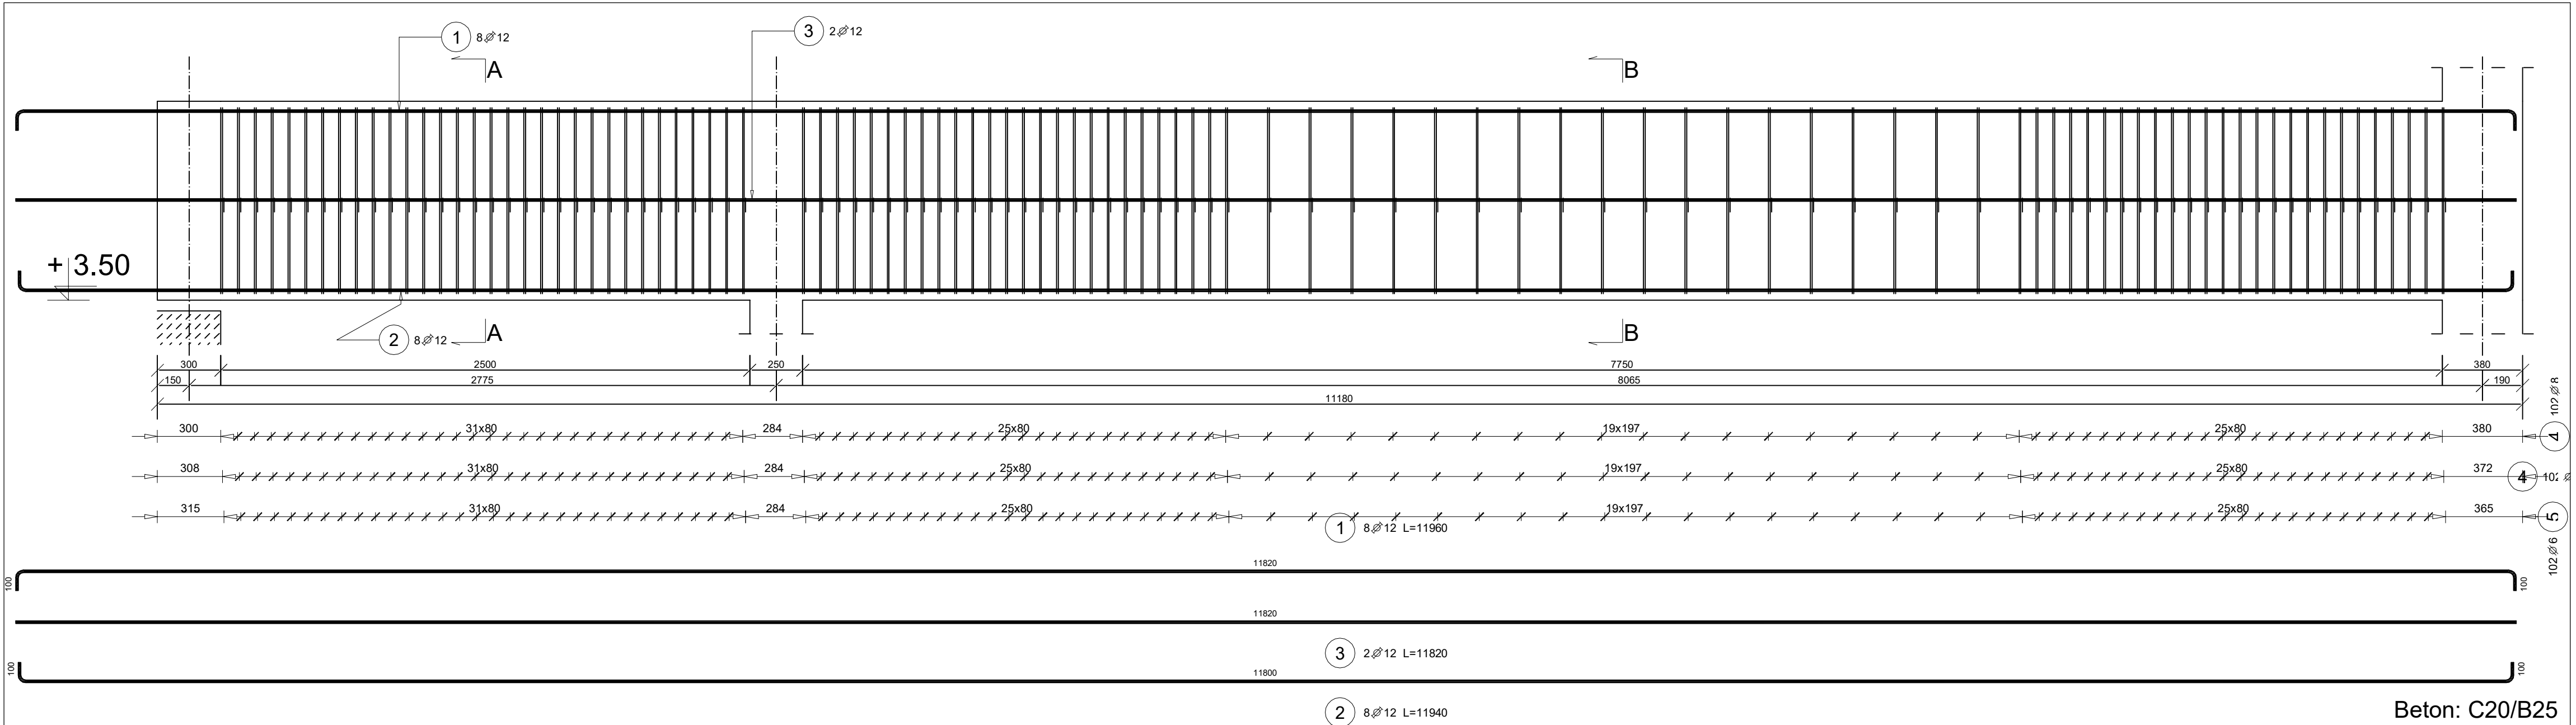 1 8⌀12
3 2⌀12
A
B
+ 3.50
2 8⌀12
A
B
300 2500 250 7750 380
150 2775 8065 190
11180
102⌀8
300 31x80 284 25x80 19x197 25x80 380
4
308 31x80 284 25x80 19x197 25x80 372
4
315 31x80 284 25x80 19x197 25x80 365
5
102⌀6
1 8⌀12 L=11960
11820
100
100
11820
3 2⌀12 L=11820
100
100
11800
2 8⌀12 L=11940
Beton: C20/B25